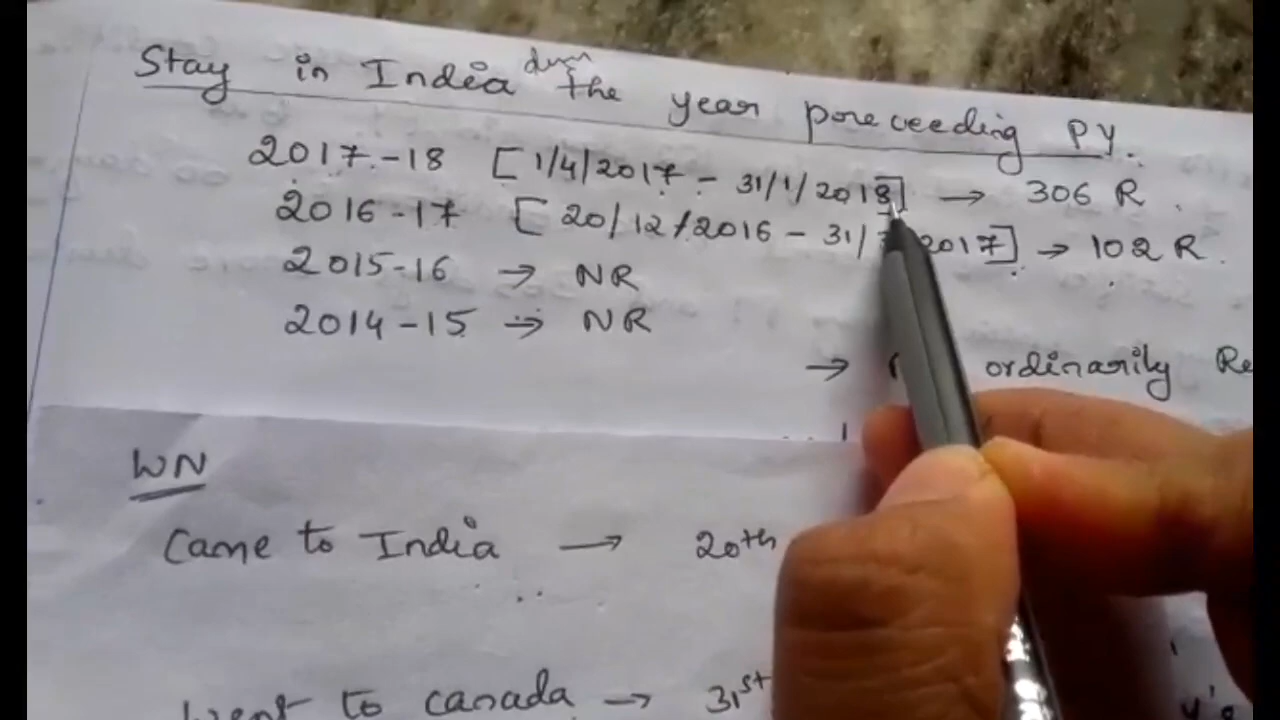 Stay in India the year preceeding PY.
2017-18 [1/4/2017 - 31/1/2018] → 306 R
2016-17 [20/12/2016 - 31/ 2017] → 102 R
2015-16 → NR
2014-15 → NR
→ ordinarily
WN
Came to India → 20th
Went to canada → 31st